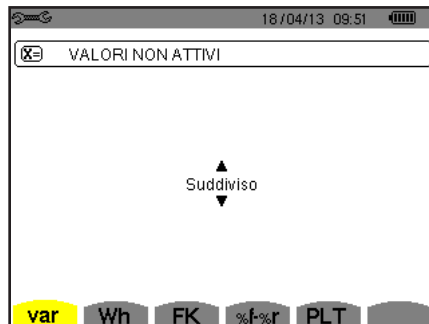 18/04/13 09:51
X= VALORI NON ATTIVI
Suddiviso
var Wh FK %f-%r PLT